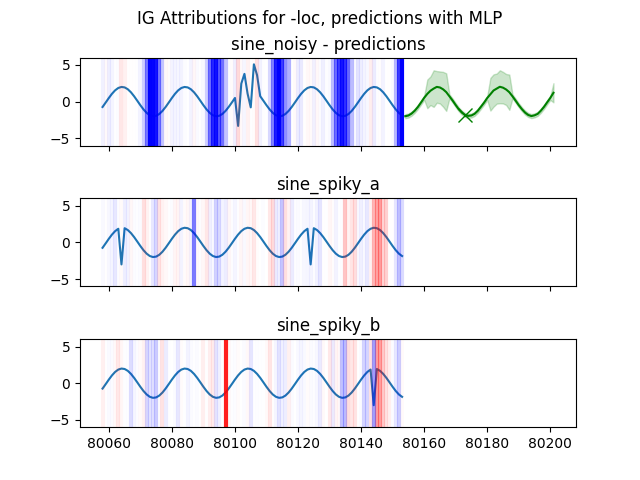 IG Attributions for -loc, predictions with MLP
sine_noisy - predictions
5
0
−5
sine_spiky_a
5
0
−5
sine_spiky_b
5
0
−5
80060 80080 80100 80120 80140 80160 80180 80200